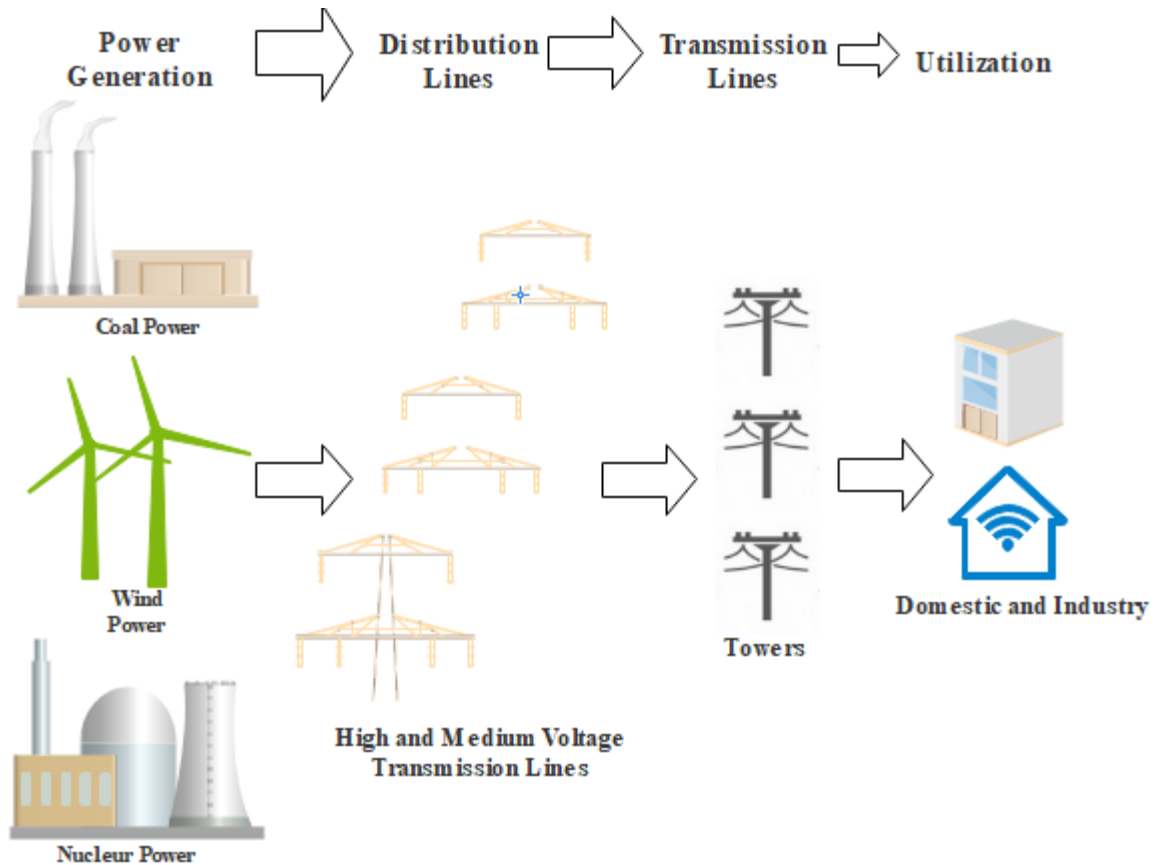 Power
Generation
Distribution
Lines
Transmission
Lines
Utilization
Coal Power
Wind
Power
Nucleur Power
High and Medium Voltage
Transmission Lines
Towers
Domestic and Industry